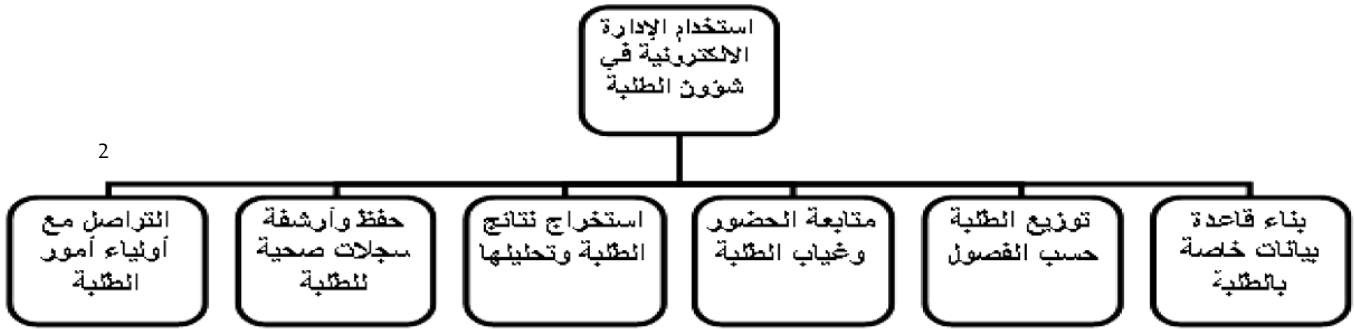 استخدام الإدارة
الالكترونية في
شؤون الطلبة
2
بناء قاعدة
بيانات خاصة
بالطلبة
توزيع الطلبة
حسب الفصول
متابعة الحضور
وغياب الطلبة
استخراج نتائج
الطلبة وتحليلها
حفظ وأرشفة
سجلات صحية
للطلبة
التراصل مع
أولياء أمور
الطلبة